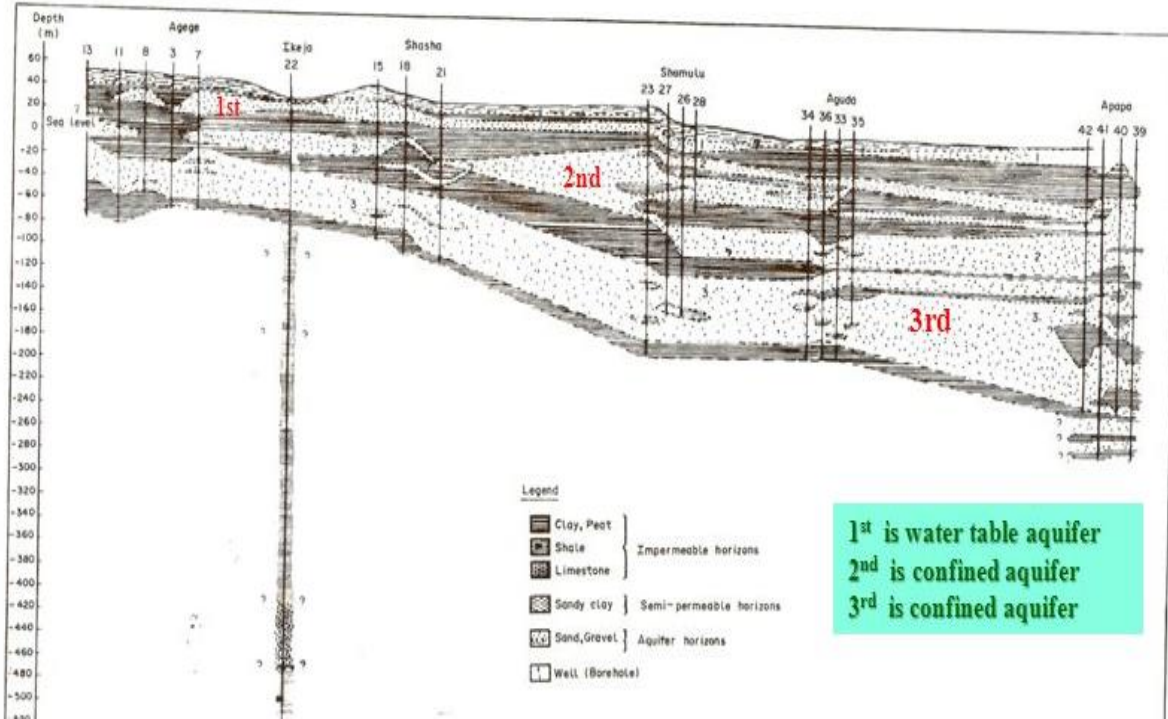 Depth
(m)
Agege
Ikeja
Shasha
Shomulu
Aguda
Apapa
13 11 8 3 7 22 15 18 21 23 27 26 28 34 36 33 35 42 41 40 39
60
40
20
Sea level 0
-20
-40
-60
-80
-100
-120
-140
-160
-180
-200
-220
-240
-260
-280
-300
-320
-340
-360
-380
-400
-420
-440
-460
-480
-500
1st
2nd
3rd
Legend
Clay, Peat
Shale
Limestone
Impermeable horizons
Sandy clay
Semi-permeable horizons
Sand, Gravel
Aquifer horizons
Well (Borehole)
1st is water table aquifer
2nd is confined aquifer
3rd is confined aquifer